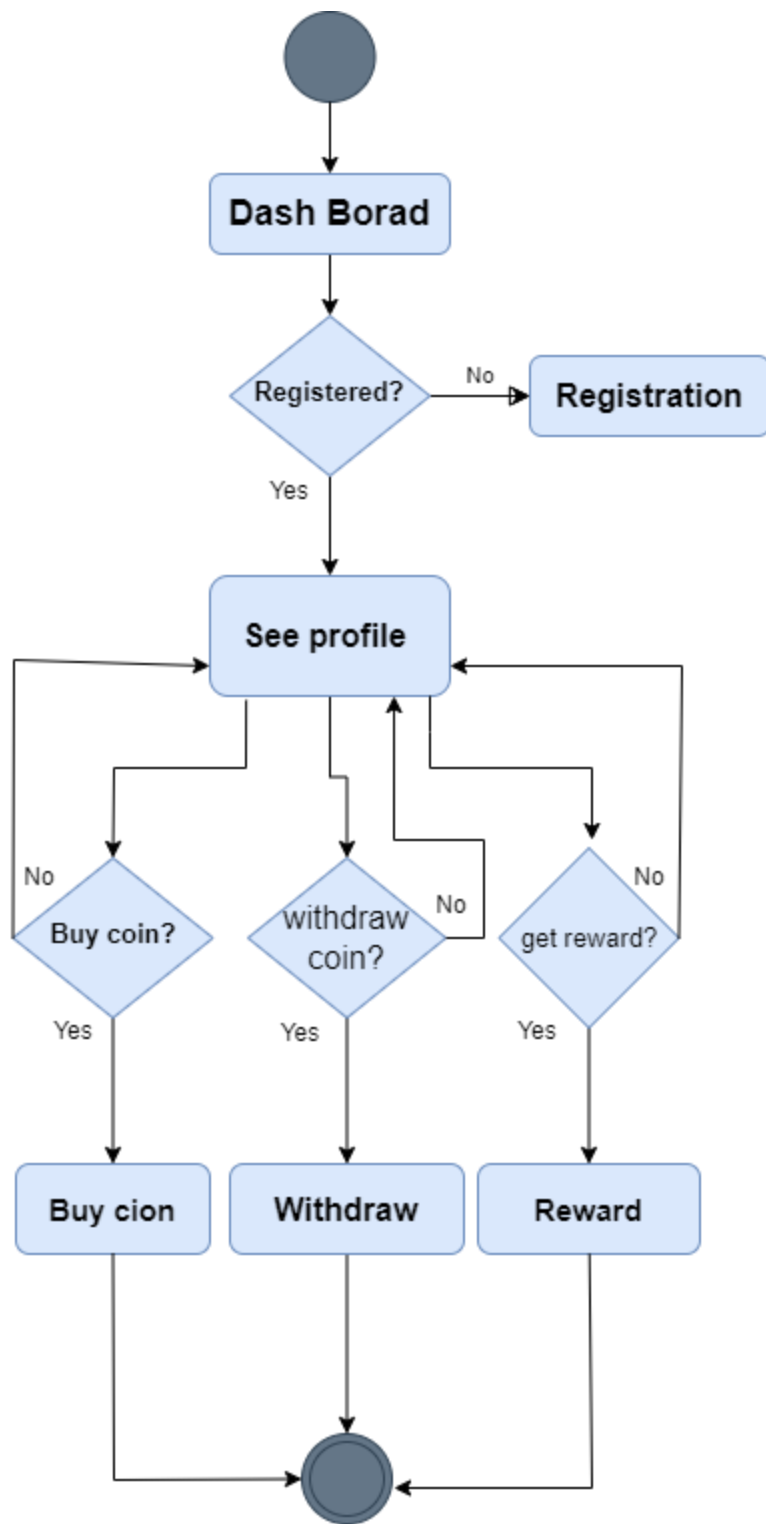 Dash Borad
Registered?
No
Registration
Yes
See profile
No
Buy coin?
withdraw
coin?
No
get reward?
No
Yes
Yes
Yes
Buy cion
Withdraw
Reward